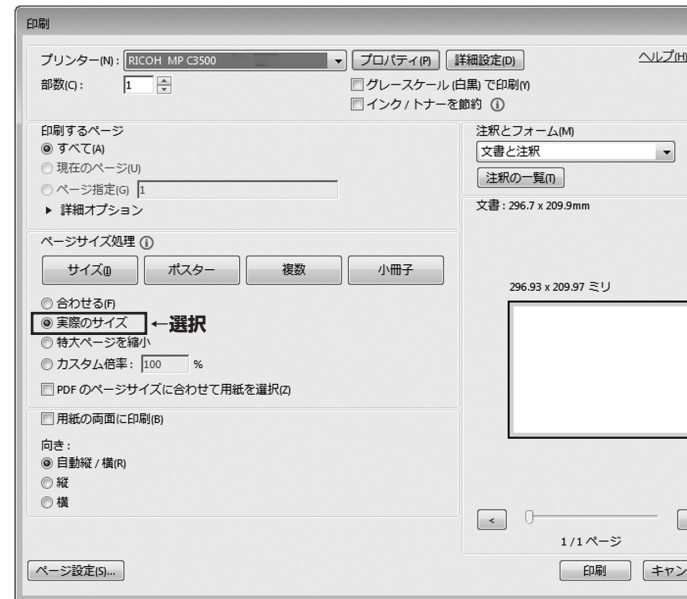 印刷
プリンター(N): RICOH MP C3500 プロパティ(P) 詳細設定(D) ヘルプ(H)
部数(C): 1 グレースケール (白黒) で印刷(Y)
インク / トナーを節約
印刷するページ
すべて(A)
現在のページ(U)
ページ指定(G) 1
詳細オプション
注釈とフォーム(M)
文書と注釈
注釈の一覧(T)
文書 : 296.7 x 209.9mm
ページサイズ処理
サイズ(I) ポスター 複数 小冊子
296.93 x 209.97 ミリ
合わせる(F)
実際のサイズ ←選択
特大ページを縮小
カスタム倍率 : 100 %
PDF のページサイズに合わせて用紙を選択(Z)
用紙の両面に印刷(B)
向き :
自動縦 / 横(R)
縦
横
<
1 / 1 ページ
ページ設定(S)... 印刷 キャン